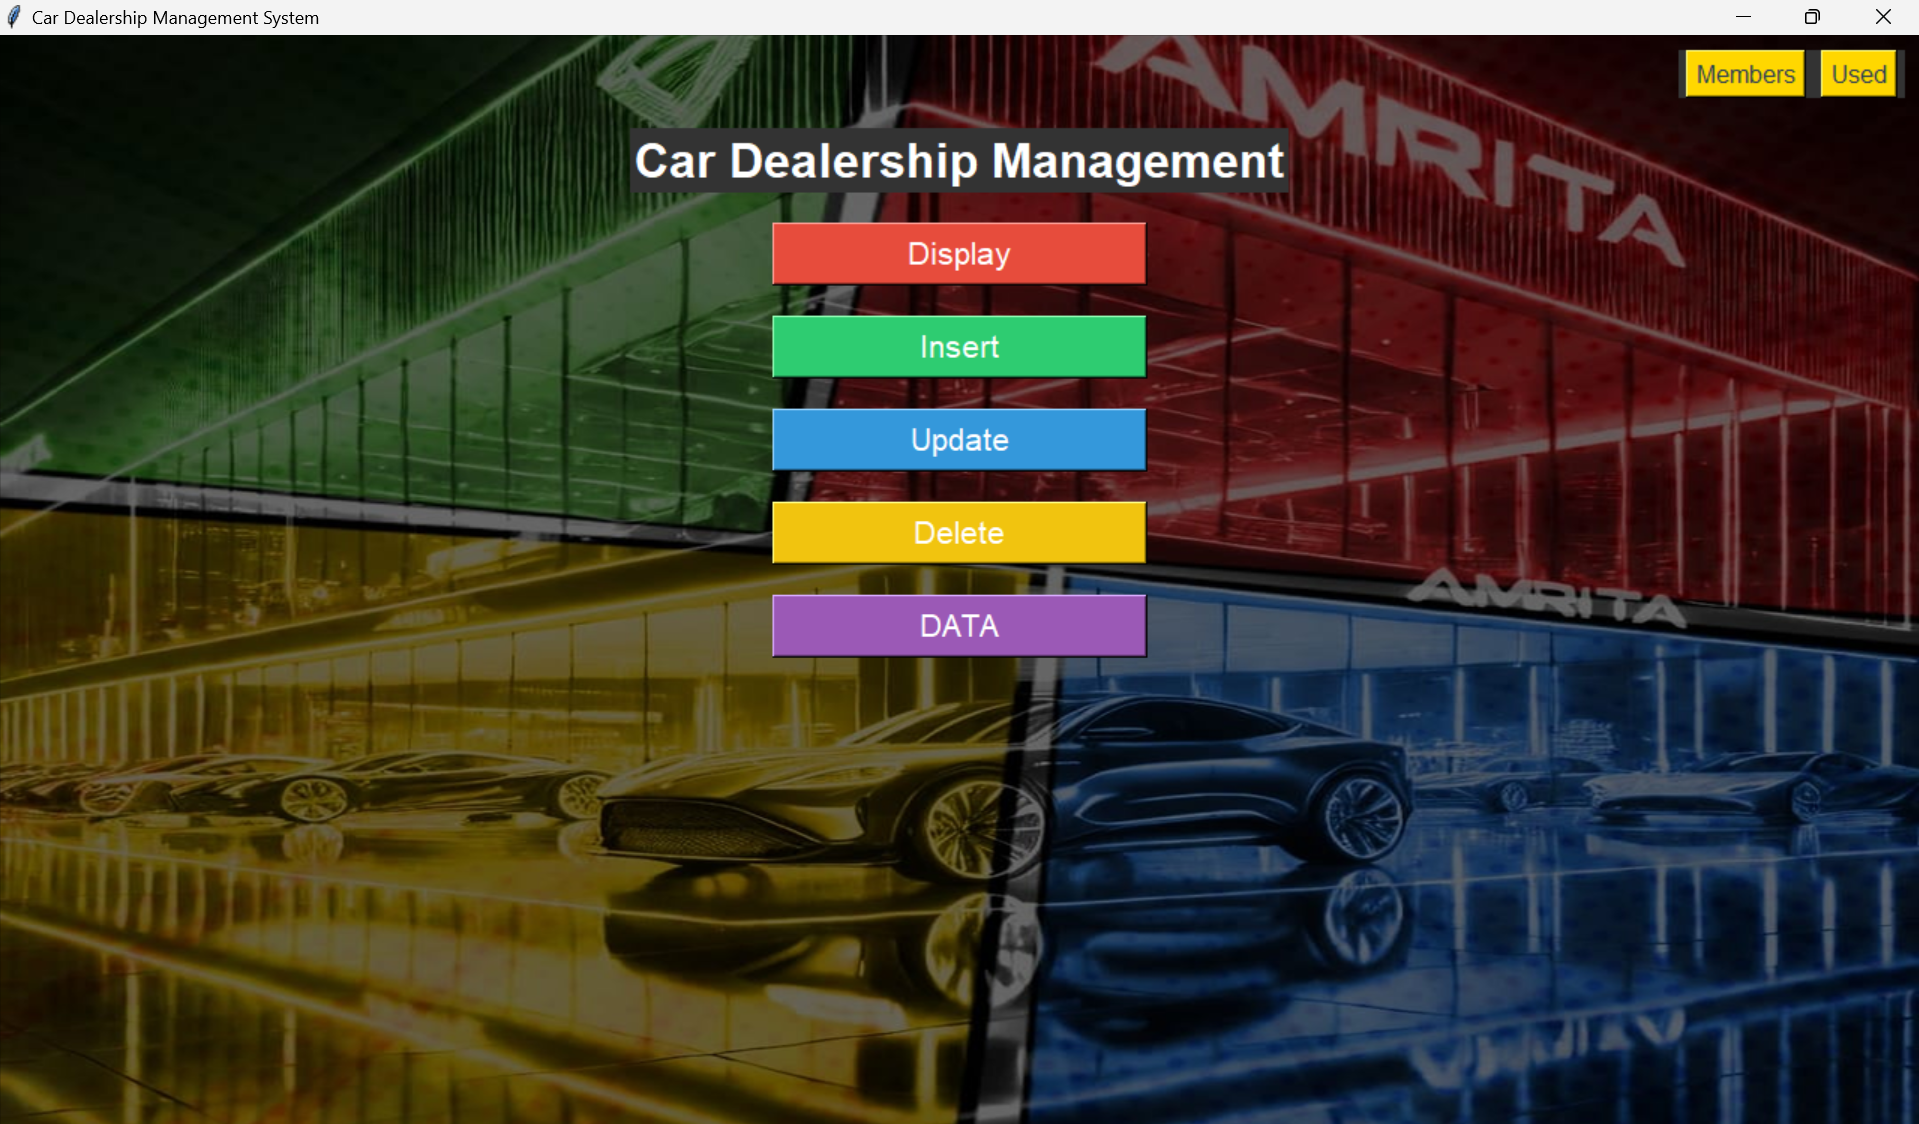 Car Dealership Management System
Members Used
AMRITA
Car Dealership Management
Display
Insert
Update
Delete
DATA
AMRITA